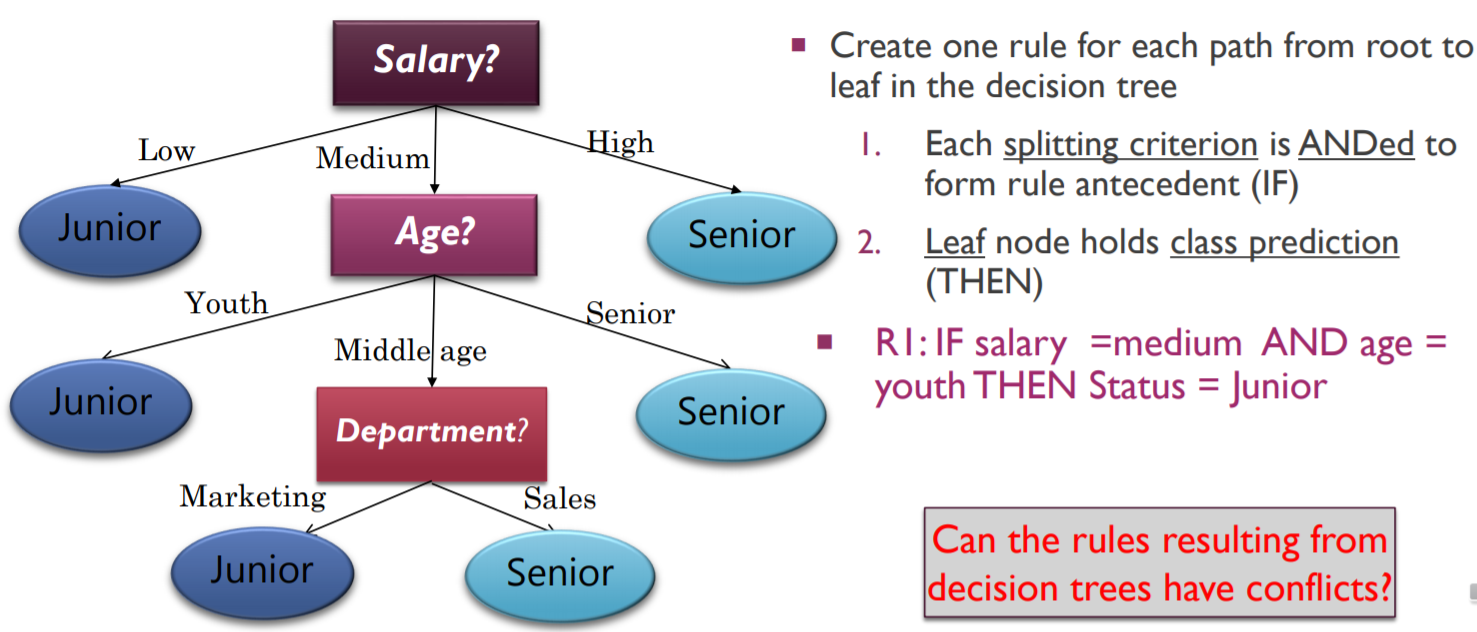 Salary?
Low
Medium
High
Junior
Age?
Senior
Youth
Middle age
Senior
Junior
Department?
Senior
Marketing
Sales
Junior
Senior
▪ Create one rule for each path from root to
leaf in the decision tree
1. Each splitting criterion is ANDed to
form rule antecedent (IF)
2. Leaf node holds class prediction
(THEN)
▪ R1: IF salary =medium AND age =
youth THEN Status = Junior
Can the rules resulting from
decision trees have conflicts?